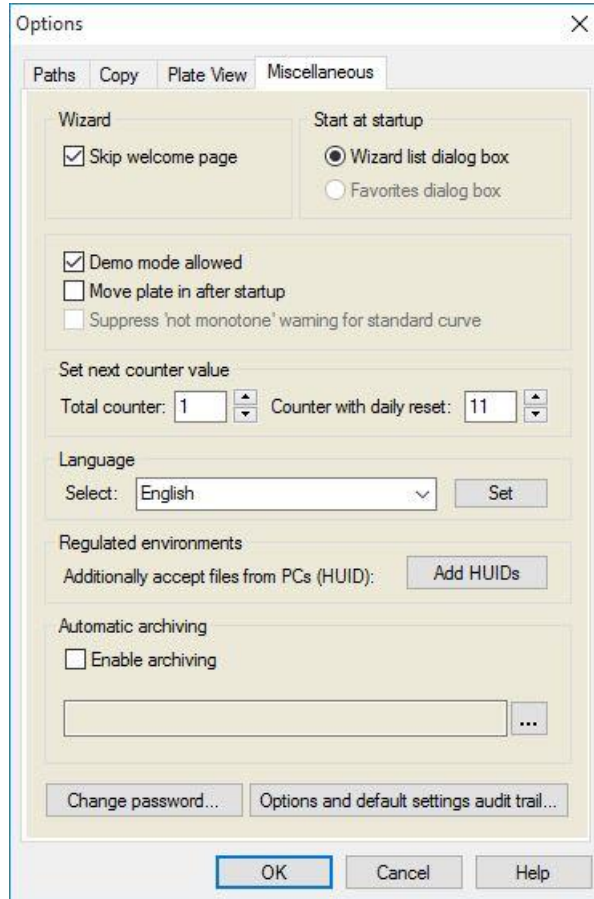 Options
Paths Copy Plate View Miscellaneous
Wizard Start at startup
Skip welcome page Wizard list dialog box
Favorites dialog box
Demo mode allowed
Move plate in after startup
Suppress 'not monotone' warning for standard curve
Set next counter value
Total counter: 1 Counter with daily reset: 11
Language
Select: English Set
Regulated environments
Additionally accept files from PCs (HUID): Add HUIDs
Automatic archiving
Enable archiving
...
Change password... Options and default settings audit trail...
OK Cancel Help